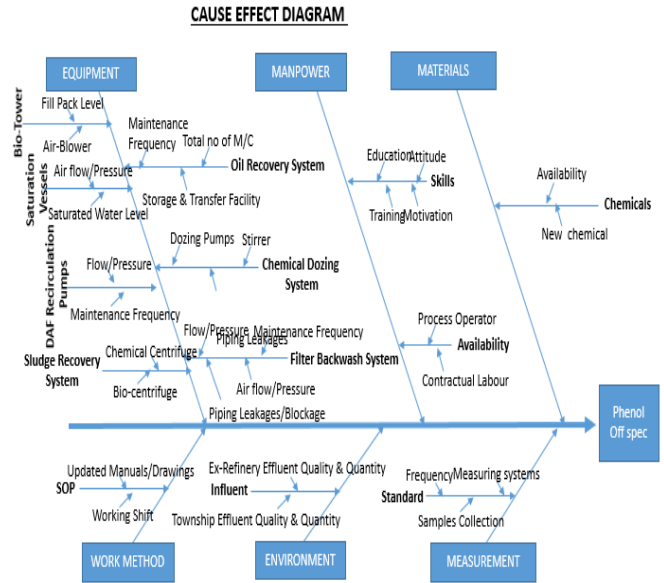 CAUSE EFFECT DIAGRAM
EQUIPMENT
MANPOWER
MATERIALS
Bio-Tower
Fill Pack Level
Air-Blower
Maintenance
Frequency
Total no of M/C
Oil Recovery System
Storage & Transfer Facility
Saturation
Vessels
Air flow/Pressure
Saturated Water Level
Education
Attitude
Skills
Training
Motivation
Availability
Chemicals
New chemical
Dozing Pumps
Stirrer
Chemical Dozing
System
DAF Recirculation
Pumps
Flow/Pressure
Maintenance Frequency
Process Operator
Availability
Contractual Labour
Sludge Recovery
System
Chemical Centrifuge
Bio-centrifuge
Flow/Pressure
Maintenance Frequency
Piping Leakages
Filter Backwash System
Air flow/Pressure
Piping Leakages/Blockage
Phenol
Off spec
Updated Manuals/Drawings
SOP
Working Shift
Ex-Refinery Effluent Quality & Quantity
Influent
Township Effluent Quality & Quantity
Frequency
Measuring systems
Standard
Samples Collection
WORK METHOD
ENVIRONMENT
MEASUREMENT